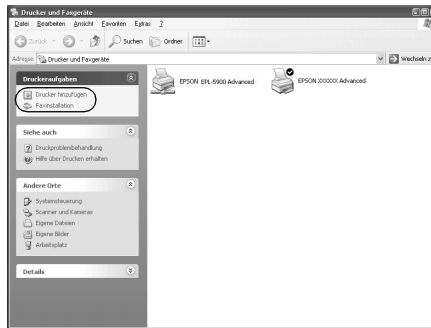 Drucker und Faxgeräte
Datei Bearbeiten Ansicht Favoriten Extras ?
Zurück Suchen Ordner
Adresse Drucker und Faxgeräte Wechseln z
Druckeraufgaben
Drucker hinzufügen
Faxinstallation
Siehe auch
Druckproblembehandlung
Hilfe über Drucken erhalten
Andere Orte
Systemsteuerung
Scanner und Kameras
Eigene Dateien
Eigene Bilder
Arbeitsplatz
Details
EPSON EPL-5900 Advanced
EPSON XXXXXX Advanced